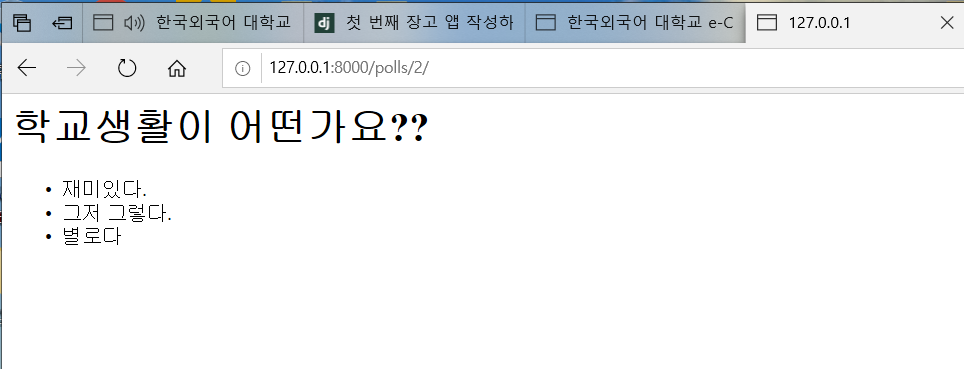 한국외국어 대학교
dj 첫 번째 장고 앱 작성하
한국외국어 대학교 e-C
127.0.0.1
127.0.0.1:8000/polls/2/
학교생활이 어떤가요??
• 재미있다.
• 그저 그렇다.
• 별로다